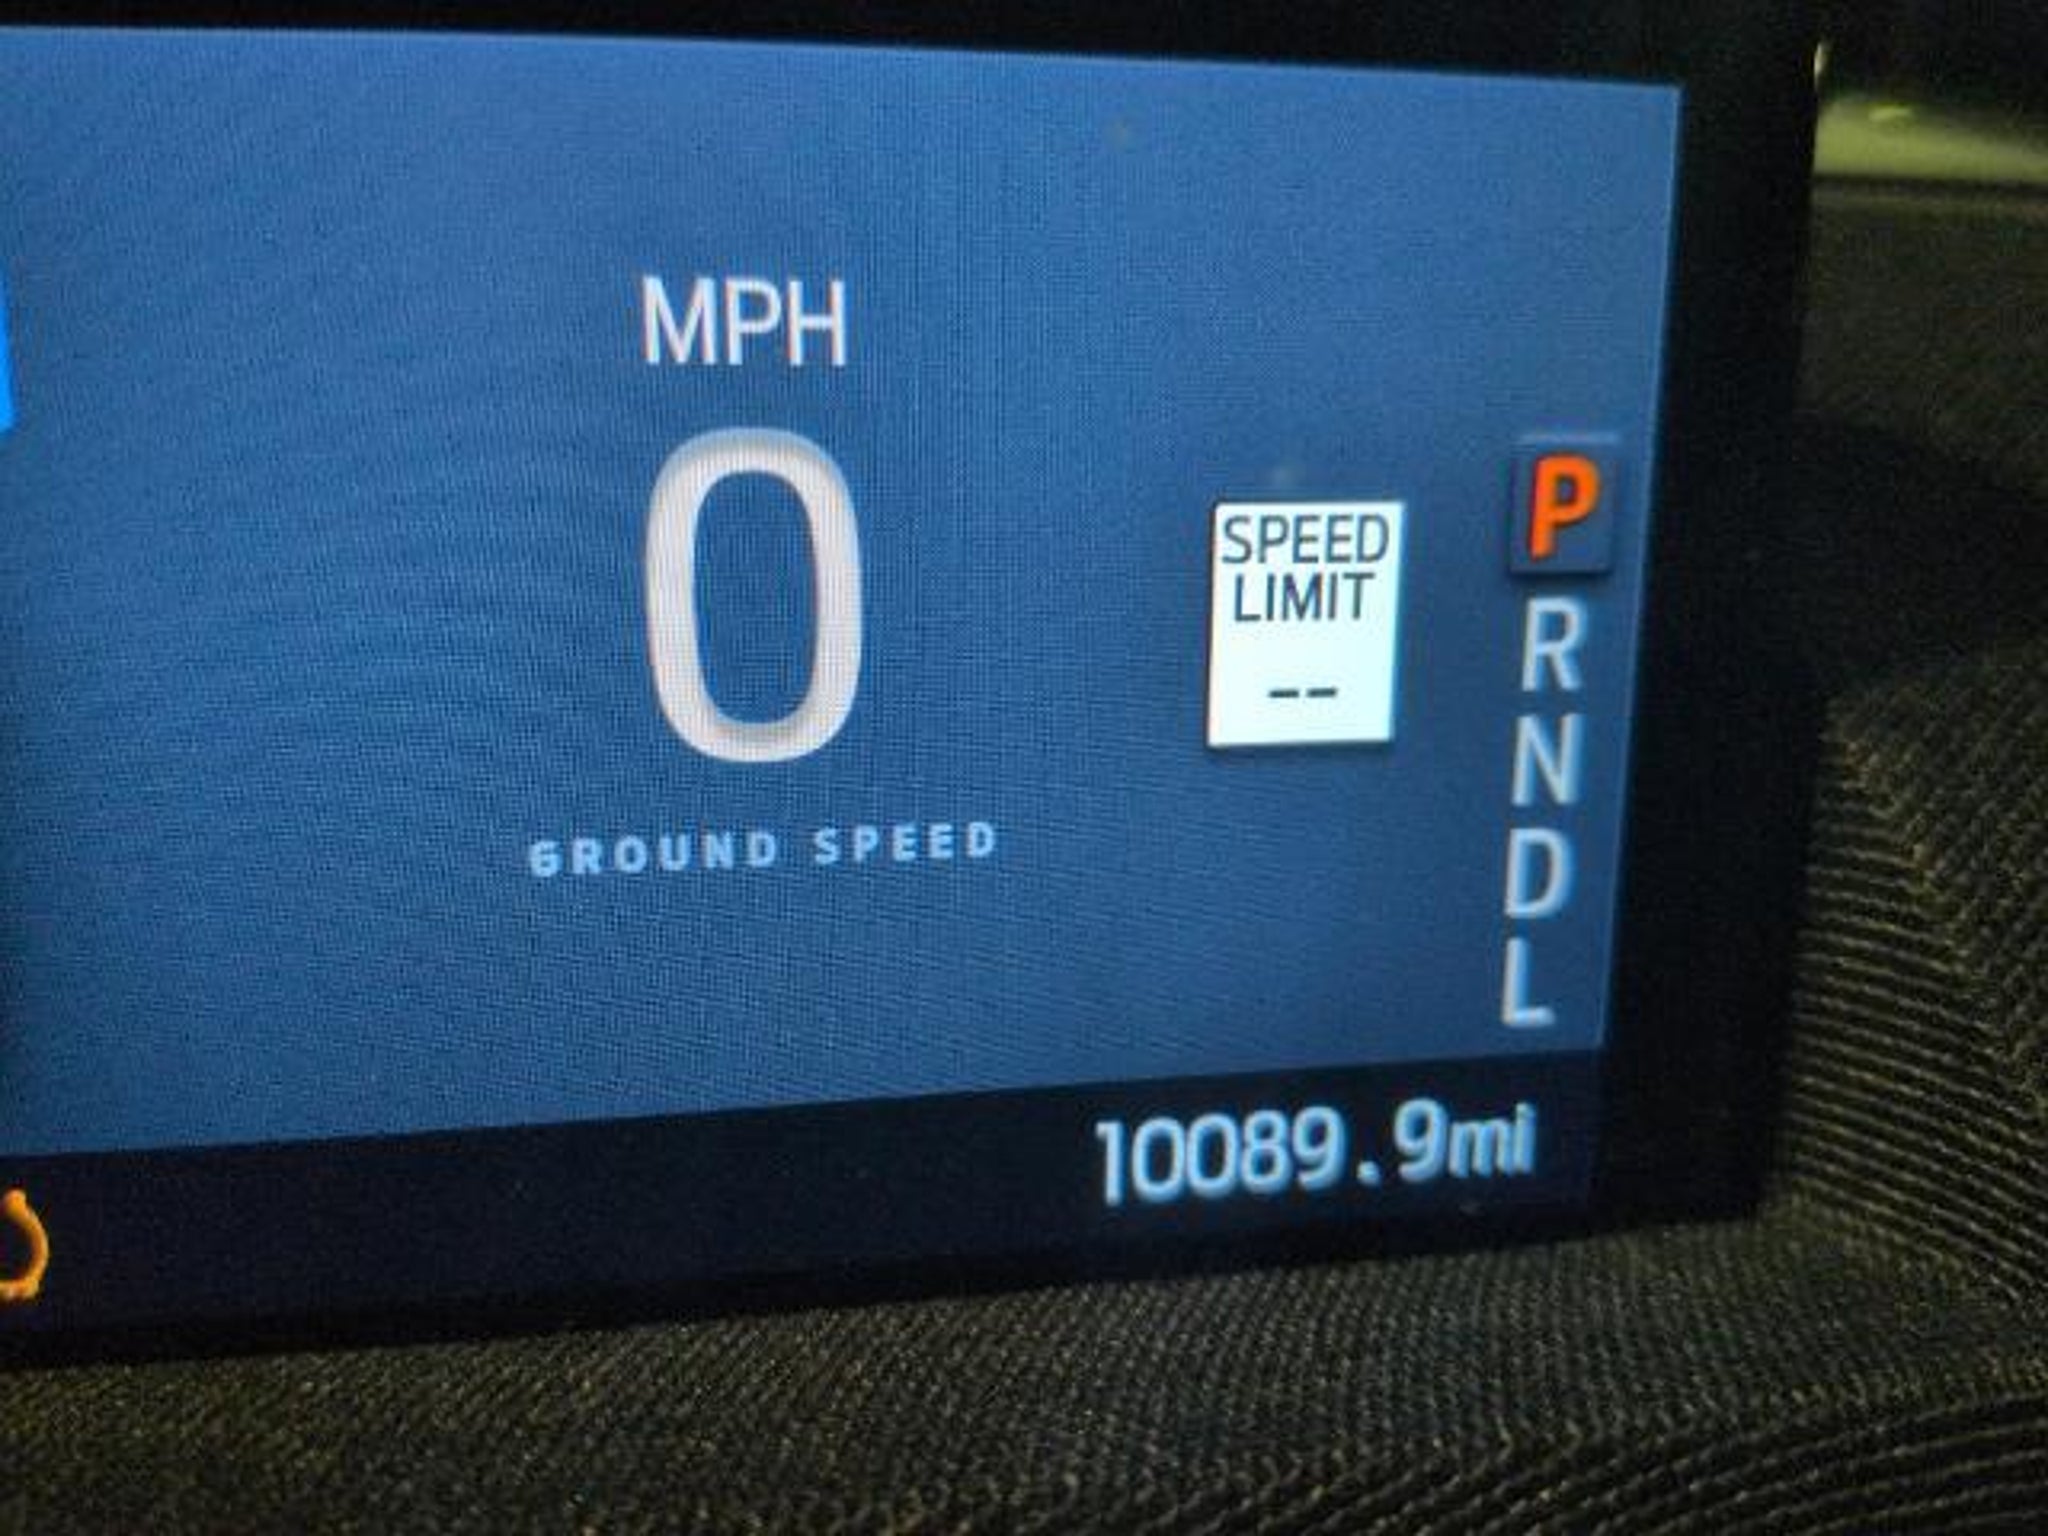 MPH
0
GROUND SPEED
SPEED
LIMIT
--
P
R
N
D
L
10089.9mi